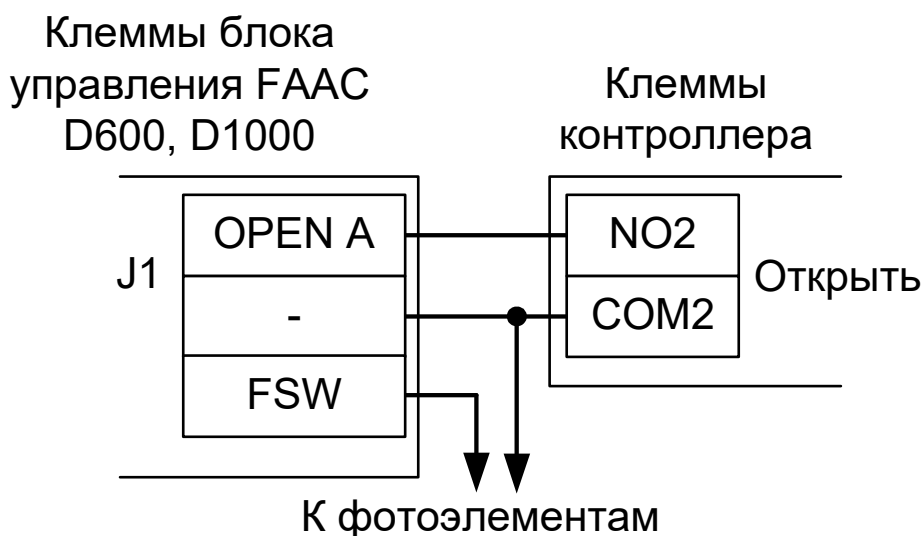 Клеммы блока
управления FAAC
D600, D1000
Клеммы
контроллера
J1
OPEN A
-
FSW
NO2
COM2
Открыть
К фотоэлементам